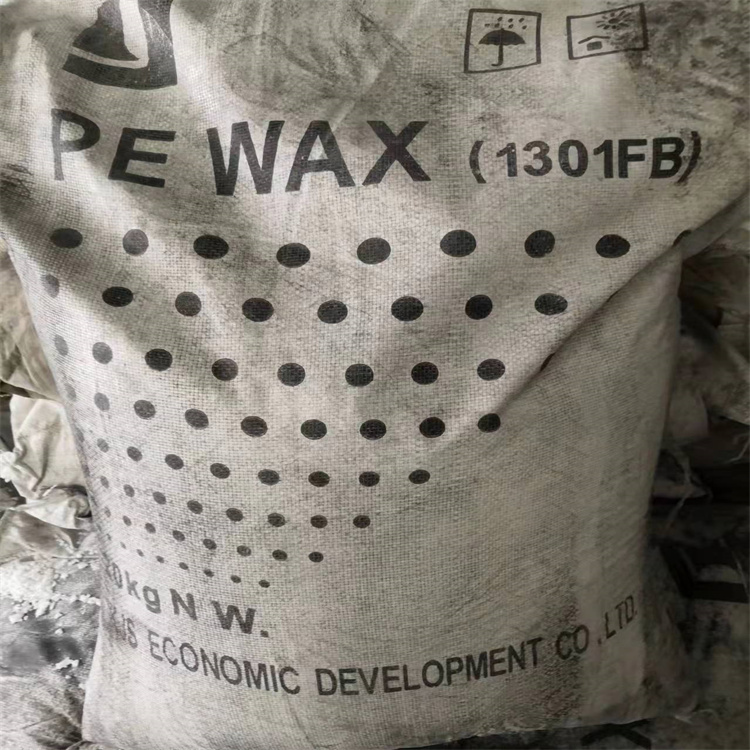 PE WAX (1301FB)
kg N W.
ECONOMIC DEVELOPMENT CO., LTD.